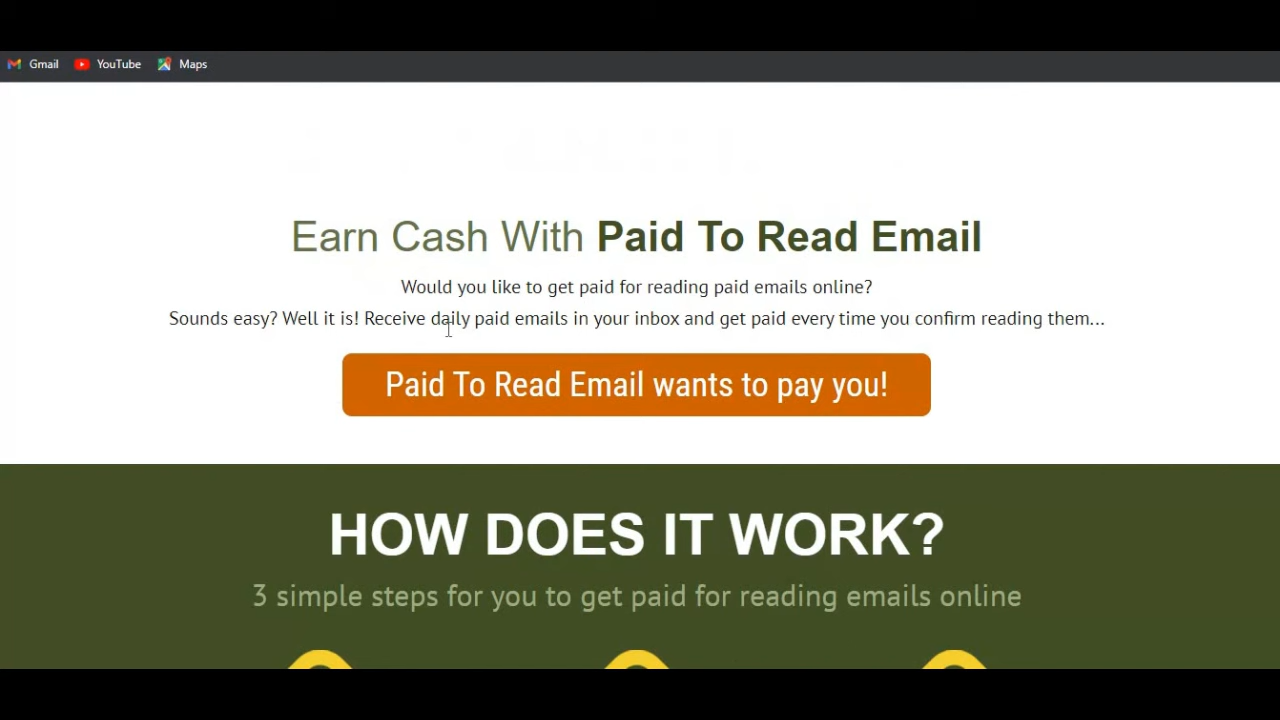 Gmail YouTube Maps
Earn Cash With Paid To Read Email
Would you like to get paid for reading paid emails online?
Sounds easy? Well it is! Receive daily paid emails in your inbox and get paid every time you confirm reading them...
Paid To Read Email wants to pay you!
HOW DOES IT WORK?
3 simple steps for you to get paid for reading emails online